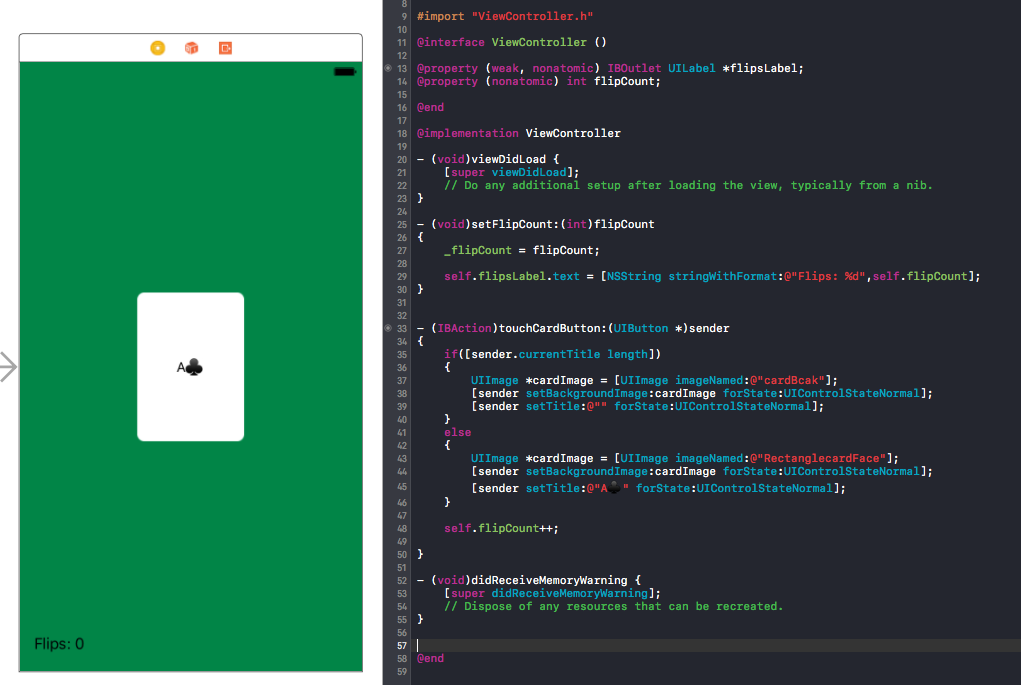 A♣
Flips: 0
8
9 #import "ViewController.h"
10
11 @interface ViewController ()
12
13 @property (weak, nonatomic) IBOutlet UILabel *flipsLabel;
14 @property (nonatomic) int flipCount;
15
16 @end
17
18 @implementation ViewController
19
20 - (void)viewDidLoad {
21     [super viewDidLoad];
22     // Do any additional setup after loading the view, typically from a nib.
23 }
24
25 - (void)setFlipCount:(int)flipCount
26 {
27     _flipCount = flipCount;
28
29     self.flipsLabel.text = [NSString stringWithFormat:@"Flips: %d",self.flipCount];
30 }
31
32
33 - (IBAction)touchCardButton:(UIButton *)sender
34 {
35     if([sender.currentTitle length])
36     {
37         UIImage *cardImage = [UIImage imageNamed:@"cardBcak"];
38         [sender setBackgroundImage:cardImage forState:UIControlStateNormal];
39         [sender setTitle:@"" forState:UIControlStateNormal];
40     }
41     else
42     {
43         UIImage *cardImage = [UIImage imageNamed:@"RectanglecardFace"];
44         [sender setBackgroundImage:cardImage forState:UIControlStateNormal];
45         [sender setTitle:@"A♣" forState:UIControlStateNormal];
46     }
47
48     self.flipCount++;
49
50 }
51
52 - (void)didReceiveMemoryWarning {
53     [super didReceiveMemoryWarning];
54     // Dispose of any resources that can be recreated.
55 }
56
57
58 @end
59